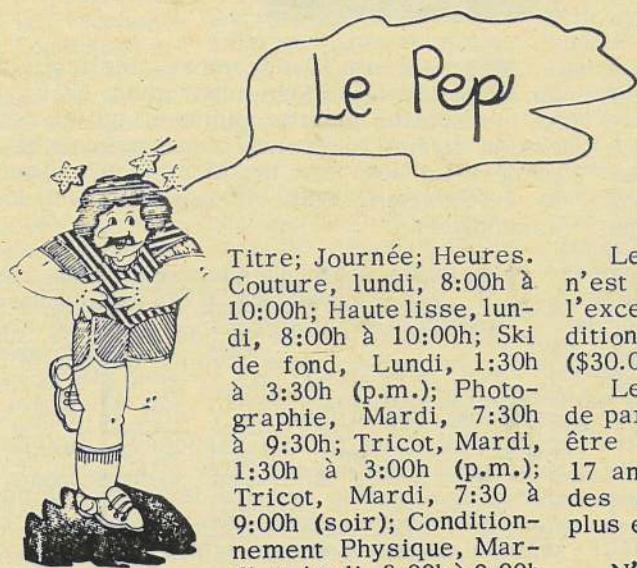 Le Pep
Titre; Journée; Heures.
Couture, lundi, 8:00h à
10:00h; Haute lisse, lun-
di, 8:00h à 10:00h; Ski
de fond, Lundi, 1:30h
à 3:30h (p.m.); Photo-
graphie, Mardi, 7:30h
à 9:30h; Tricot, Mardi,
1:30h à 3:00h (p.m.);
Tricot, Mardi, 7:30 à
9:00h (soir); Condition-
nement Physique, Mar-
Le
n'est
l'exce
dition
($30.0
Le
de par
être
17 an
des
plus e